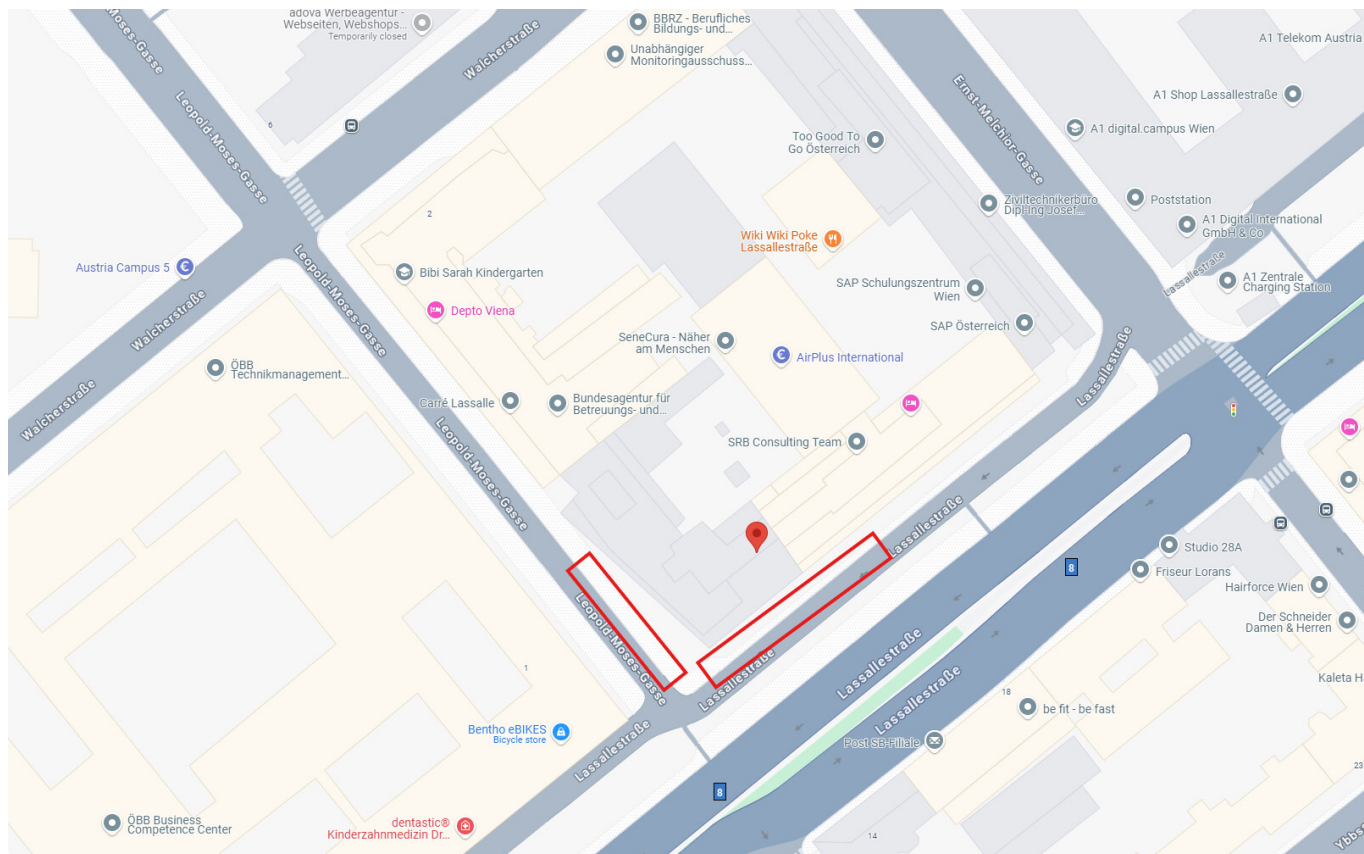 adova Werbeagentur -
Webseiten, Webshops...
Temporarily closed
BBRZ - Berufliches
Bildungs- und...
Unabhängiger
Monitoringausschuss...
A1 Telekom Austria
Walcherstraße
Leopold-Moses-Gasse
6
Ernst-Melchior-Gasse
A1 Shop Lassallestraße
A1 digital.campus Wien
Too Good To
Go Österreich
Ziviltechnikerbüro
Dipl-Ing Josef...
Poststation
A1 Digital International
GmbH & Co
2
Wiki Wiki Poke
Lassallestraße
Lassallestraße
A1 Zentrale
Charging Station
Austria Campus 5
€
Bibi Sarah Kindergarten
Leopold-Moses-Gasse
SAP Schulungszentrum
Wien
Depto Viena
Walcherstraße
SAP Österreich
SeneCura - Näher
am Menschen
€
AirPlus International
Lassallestraße
ÖBB
Technikmanagement...
Carré Lassalle
Bundesagentur für
Betreuungs- und...
Walcherstraße
SRB Consulting Team
Leopold-Moses-Gasse
Lassallestraße
Studio 28A
8
Friseur Lorans
Hairforce Wien
Leopold-Moses-Gasse
Der Schneider
Damen & Herren
Lassallestraße
Lassallestraße
Lassallestraße
1
18
Kaleta H
be fit - be fast
Bentho eBIKES
Bicycle store
Post SB-Filiale
Lassallestraße
23
8
ÖBB Business
Competence Center
dentastic®
Kinderzahnmedizin Dr...
14
Ybbs